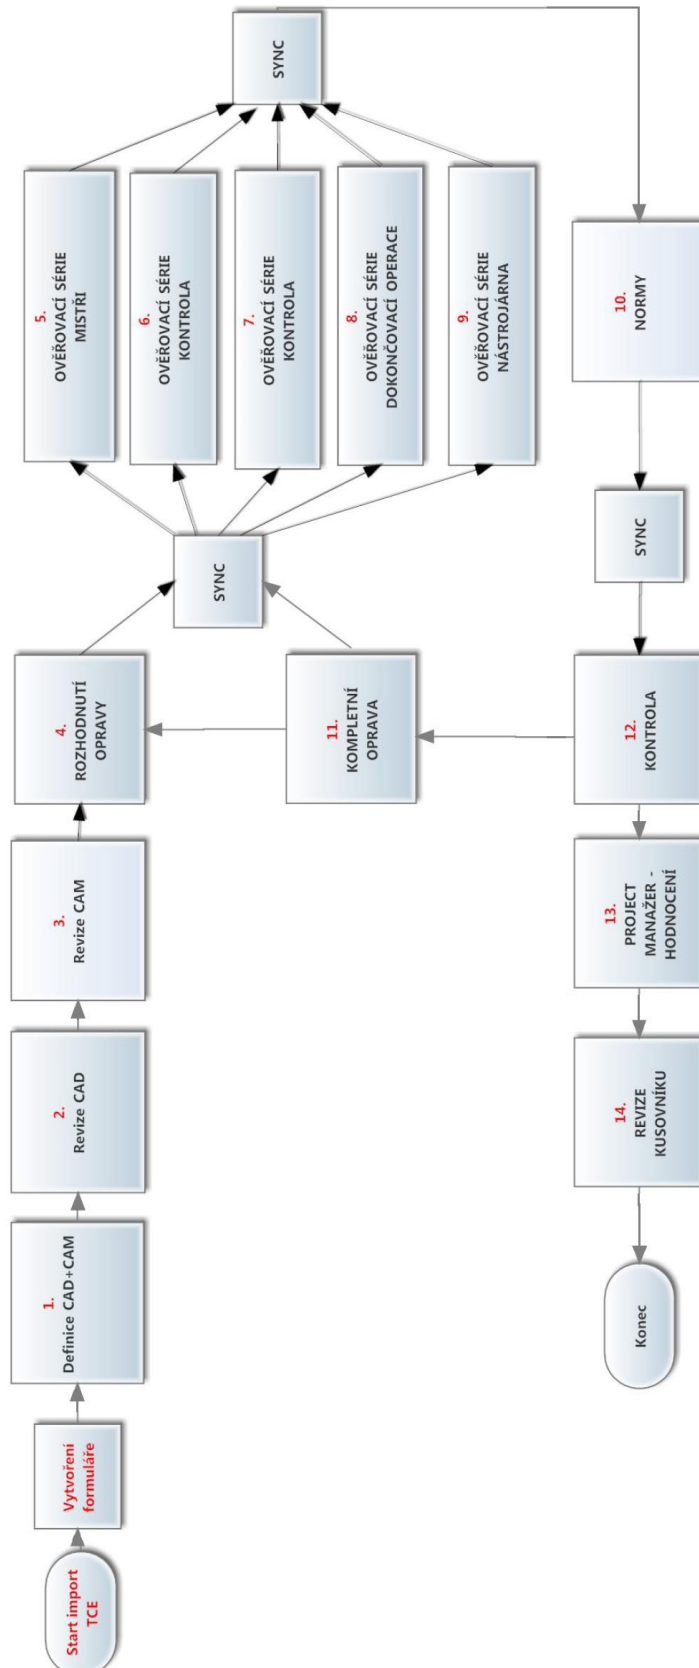 Start import
TCE
Vytvoření
formuláře
1.
Definice CAD+CAM
2.
Revize CAD
3.
Revize CAM
4.
ROZHODNUTÍ
OPRAVY
SYNC
5.
OVĚŘOVACÍ SÉRIE
MISTŘI
6.
OVĚŘOVACÍ SÉRIE
KONTROLA
7.
OVĚŘOVACÍ SÉRIE
KONTROLA
8.
OVĚŘOVACÍ SÉRIE
DOKONČOVACÍ OPERACE
9.
OVĚŘOVACÍ SÉRIE
NÁSTROJÁRNA
SYNC
10.
NORMY
SYNC
11.
KOMPLETNÍ
OPRAVA
12.
KONTROLA
13.
PROJECT
MANAŽER -
HODNOCENÍ
14.
REVIZE
KUSOVNÍKU
Konec